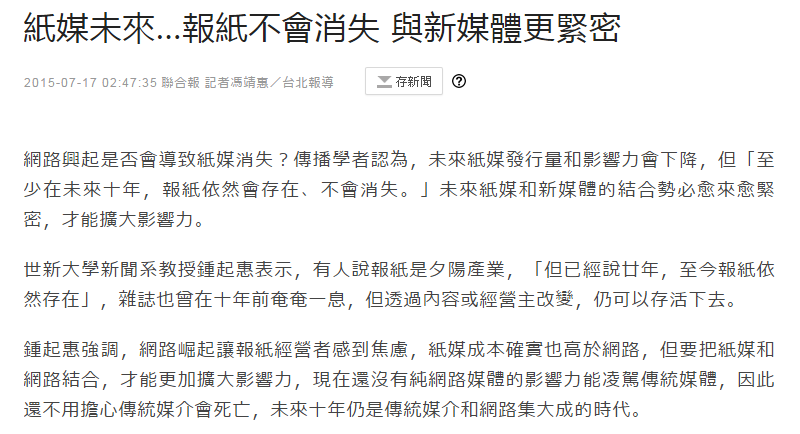 紙媒未來...報紙不會消失 與新媒體更緊密
2015-07-17 02:47:35 聯合報 記者馮靖惠／台北報導
存新聞
網路興起是否會導致紙媒消失？傳播學者認為，未來紙媒發行量和影響力會下降，但「至
少在未來十年，報紙依然會存在、不會消失。」未來紙媒和新媒體的結合勢必愈來愈緊
密，才能擴大影響力。
世新大學新聞系教授鍾起惠表示，有人說報紙是夕陽產業，「但已經說廿年，至今報紙依
然存在」，雜誌也曾在十年前奄奄一息，但透過內容或經營主改變，仍可以存活下去。
鍾起惠強調，網路崛起讓報紙經營者感到焦慮，紙媒成本確實也高於網路，但要把紙媒和
網路結合，才能更加擴大影響力，現在還沒有純網路媒體的影響力能凌駕傳統媒體，因此
還不用擔心傳統媒介會死亡，未來十年仍是傳統媒介和網路集大成的時代。